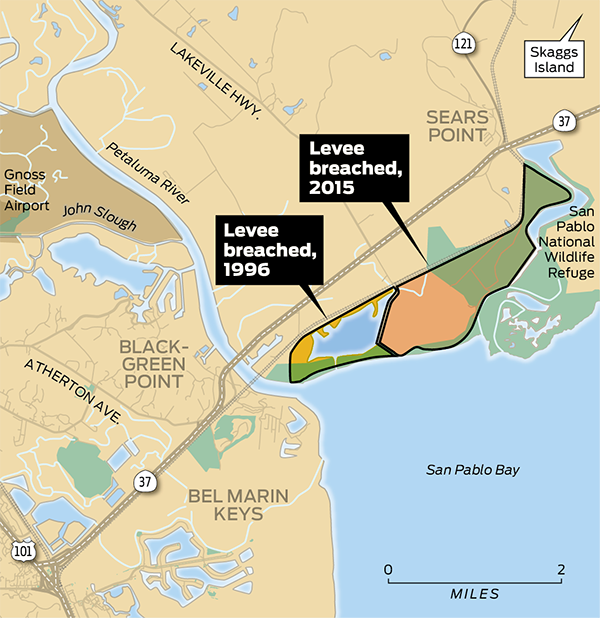 121
Skaggs
Island
LAKEVILLE HWY.
SEARS
POINT
37
Levee
breached,
2015
Petaluma River
Gnoss
Field
Airport
John Slough
San
Pablo
National
Wildlife
Refuge
Levee
breached,
1996
BLACK-
GREEN
POINT
ATHERTON AVE.
37
San Pablo Bay
BEL MARIN
KEYS
101
0 2
MILES